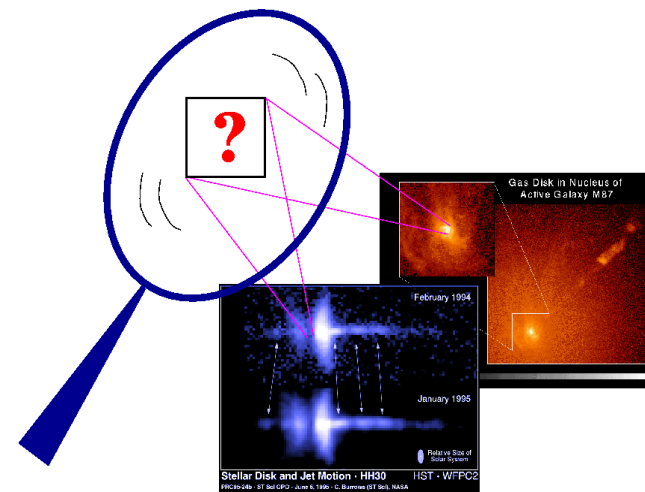 ?
Gas Disk in Nucleus of
Active Galaxy M87
February 1994
January 1995
Relative Size of
Solar System
Stellar Disk and Jet Motion · HH30
HST · WFPC2
PRC95-24b · ST ScI OPO · June 6, 1995 · C. Burrows (ST ScI), NASA